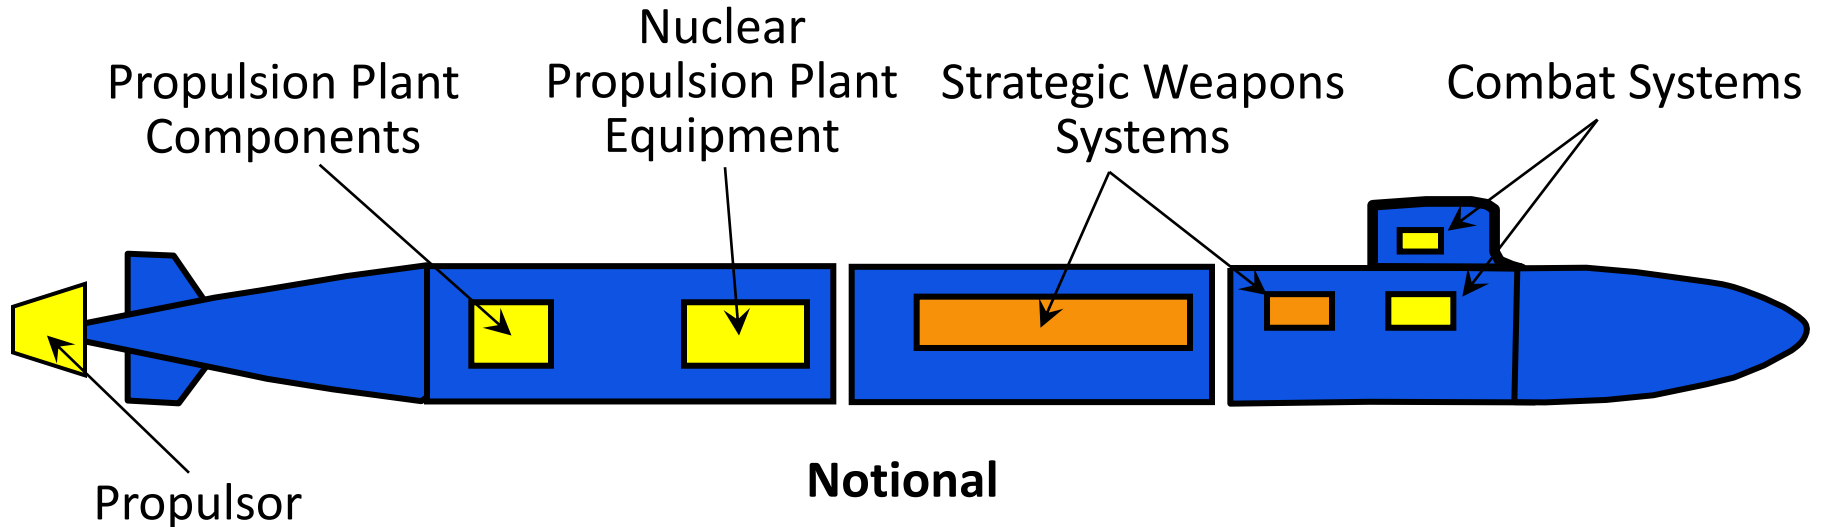 Propulsion Plant
Components
Nuclear
Propulsion Plant
Equipment
Strategic Weapons
Systems
Combat Systems
Notional
Propulsor